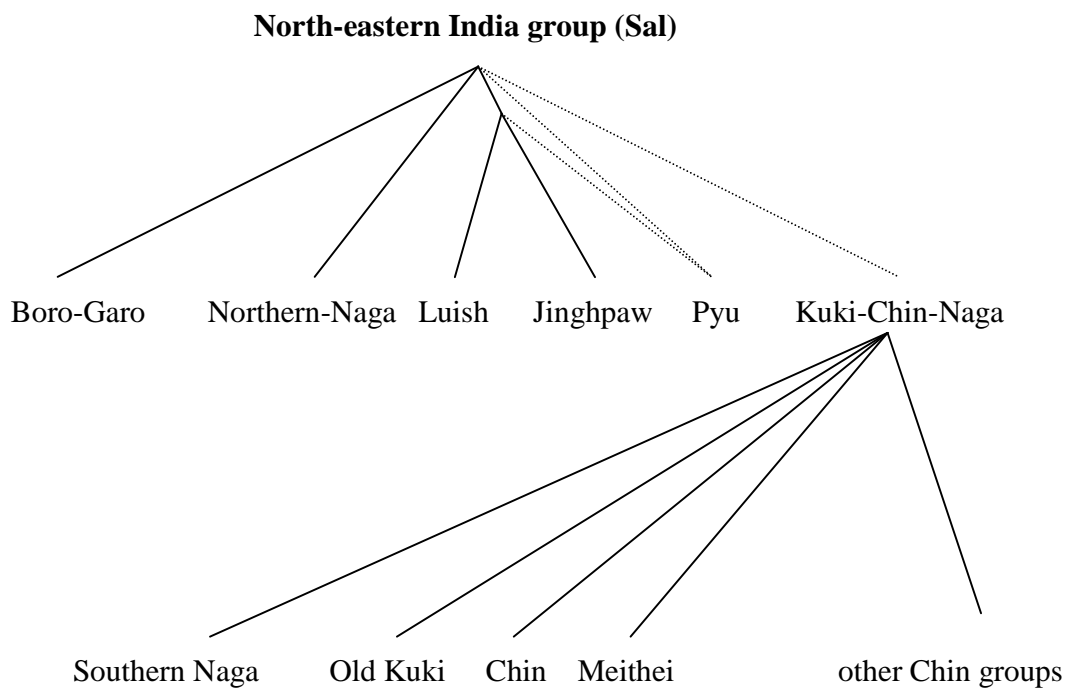 North-eastern India group (Sal)
Boro-Garo Northern-Naga Luish Jinghpaw Pyu Kuki-Chin-Naga
Southern Naga Old Kuki Chin Meithei other Chin groups